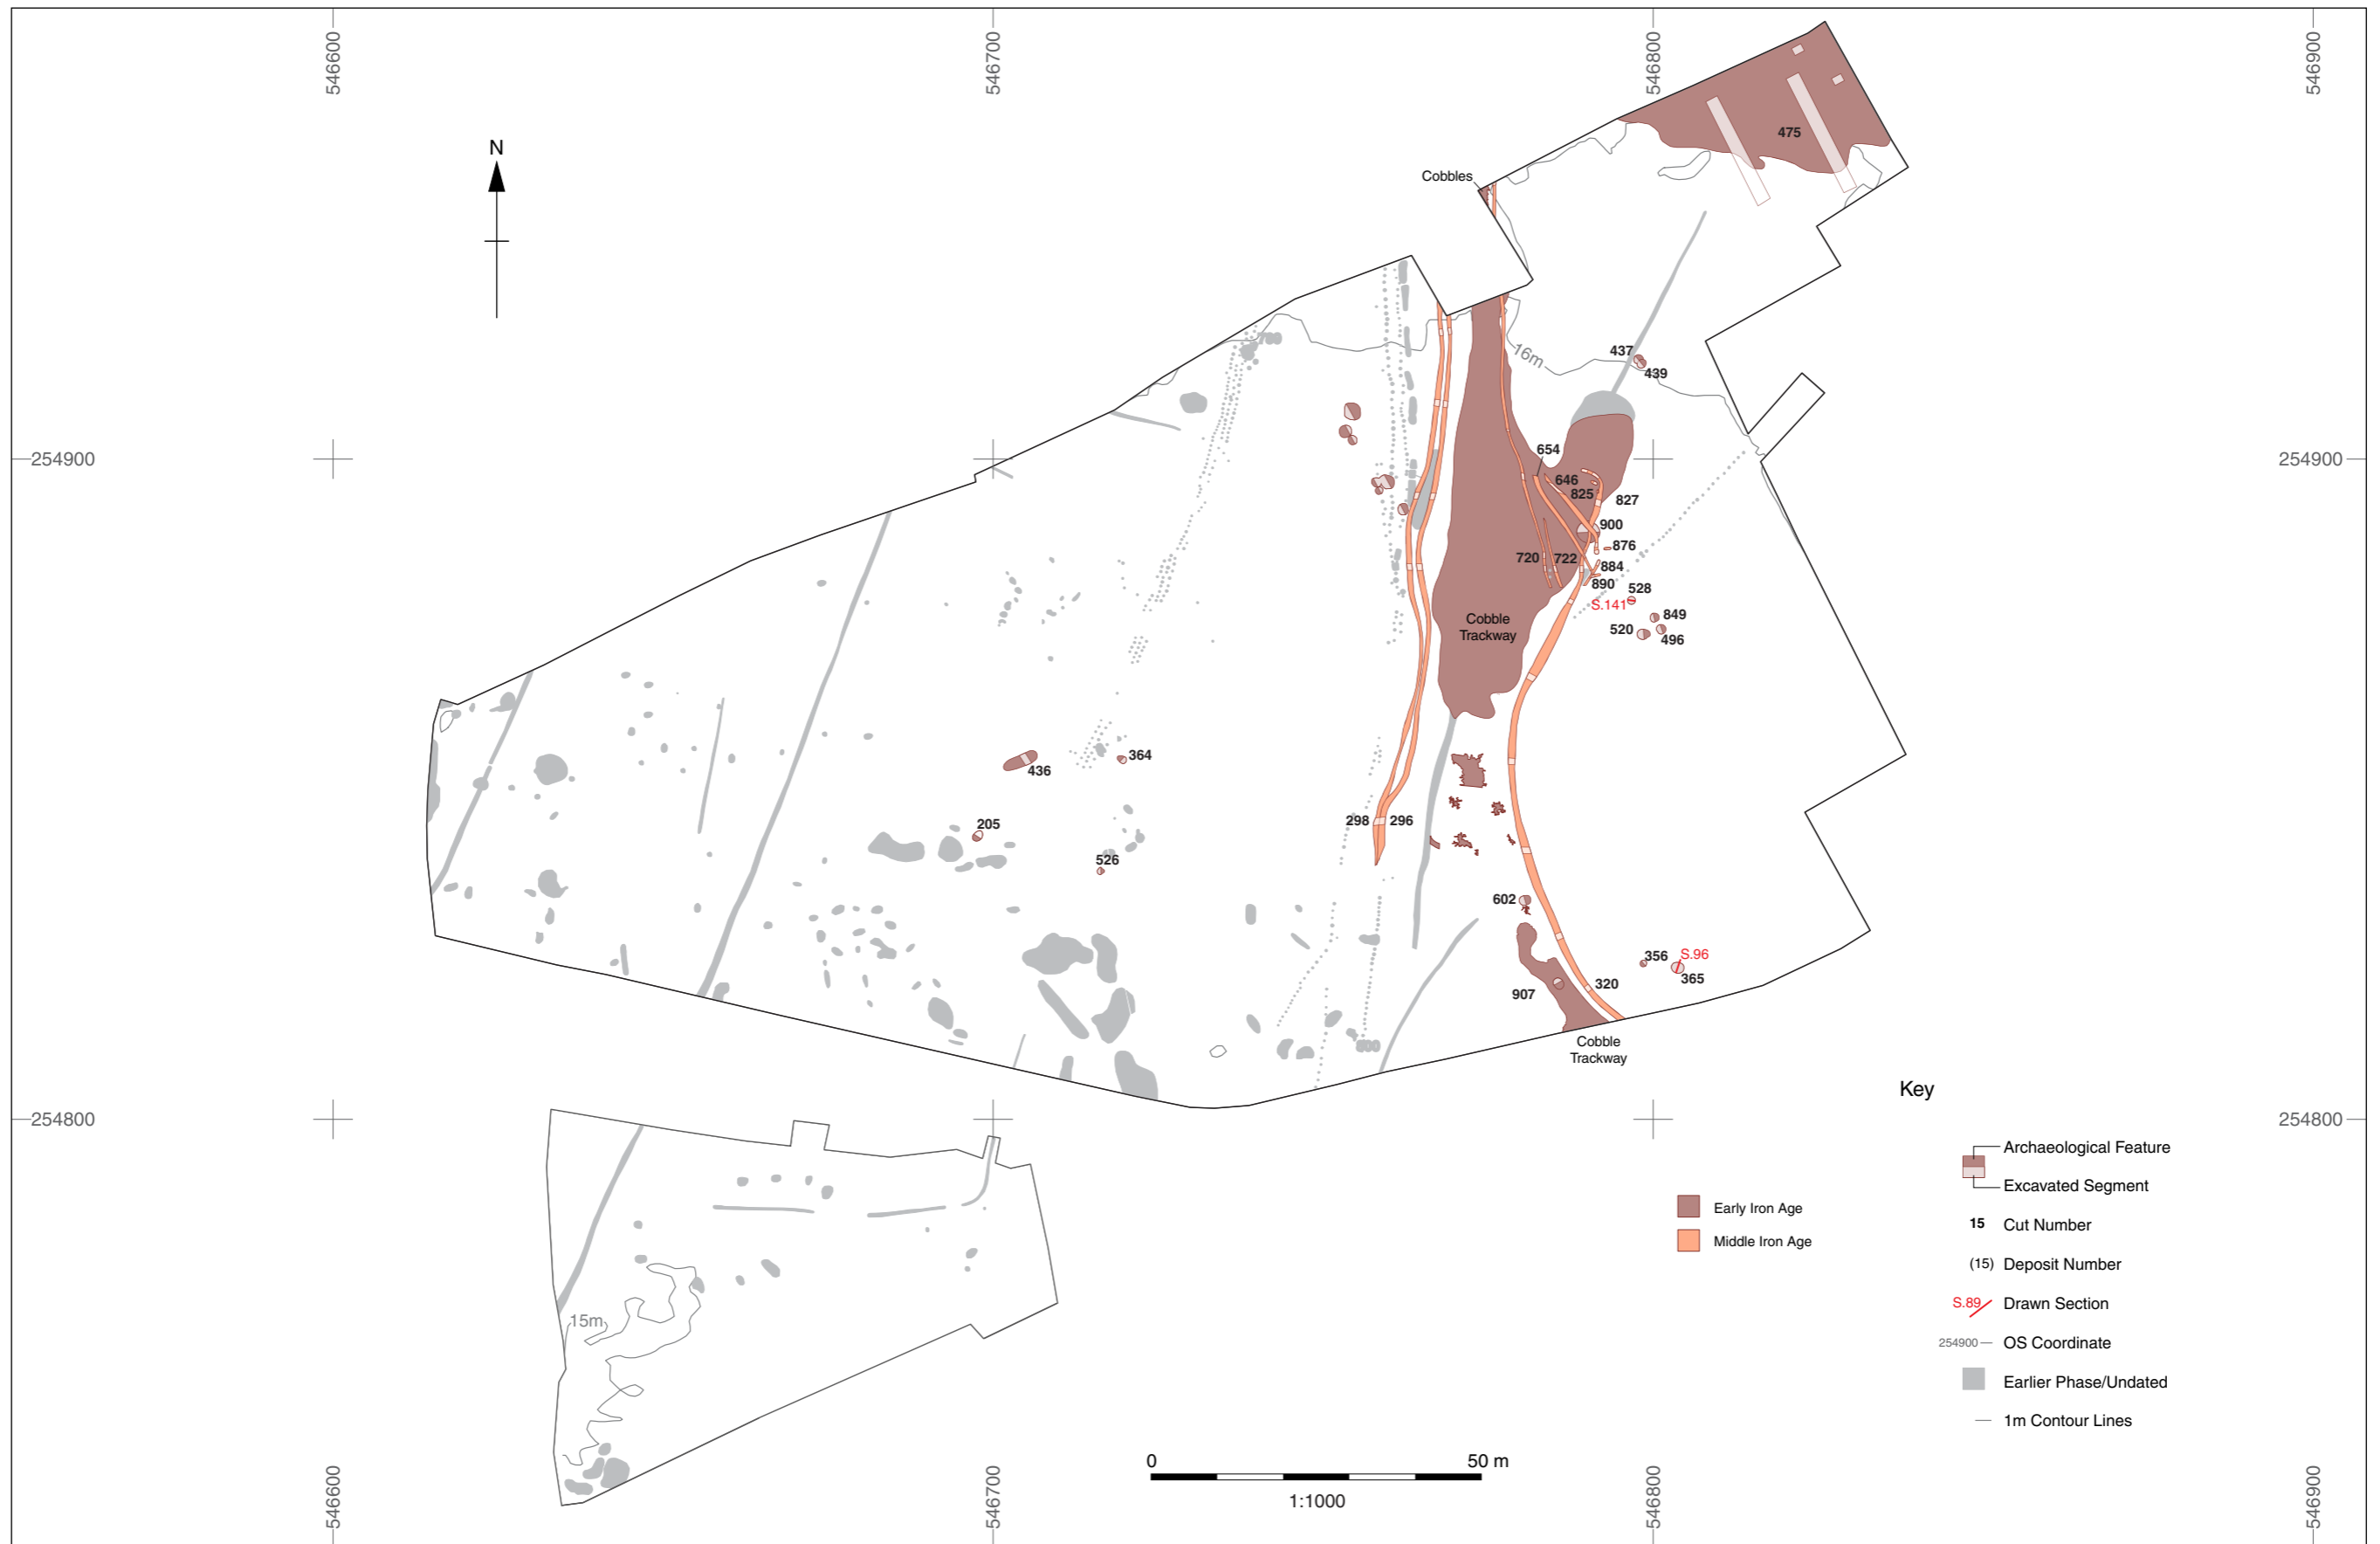 546600
546700
546800
546900
N
Cobbles
475
16m
437
439
254900
254900
654
646
825
827
900
876
720
722
884
890
528
S.141
849
520
496
Cobble
Trackway
436
364
205
298
296
526
602
356
S.96
365
320
907
Cobble
Trackway
254800
254800
15m
Key
Archaeological Feature
Excavated Segment
15
Cut Number
(15)
Deposit Number
S.89
Drawn Section
254900
OS Coordinate
Earlier Phase/Undated
1m Contour Lines
Early Iron Age
Middle Iron Age
0
50 m
1:1000
546600
546700
546800
546900